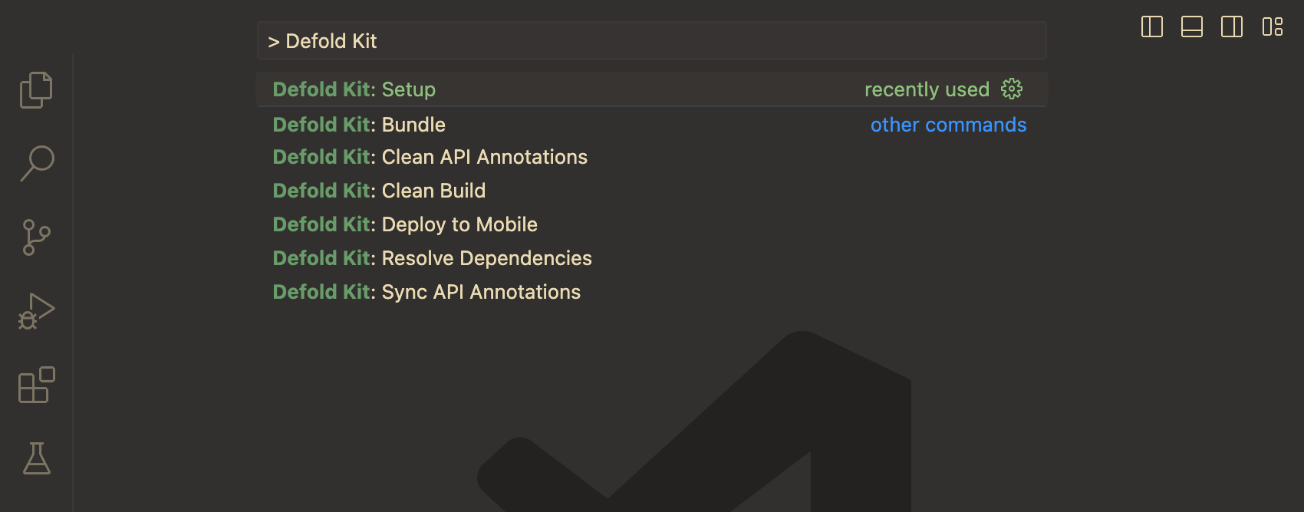 > Defold Kit
Defold Kit: Setup recently used
Defold Kit: Bundle other commands
Defold Kit: Clean API Annotations
Defold Kit: Clean Build
Defold Kit: Deploy to Mobile
Defold Kit: Resolve Dependencies
Defold Kit: Sync API Annotations